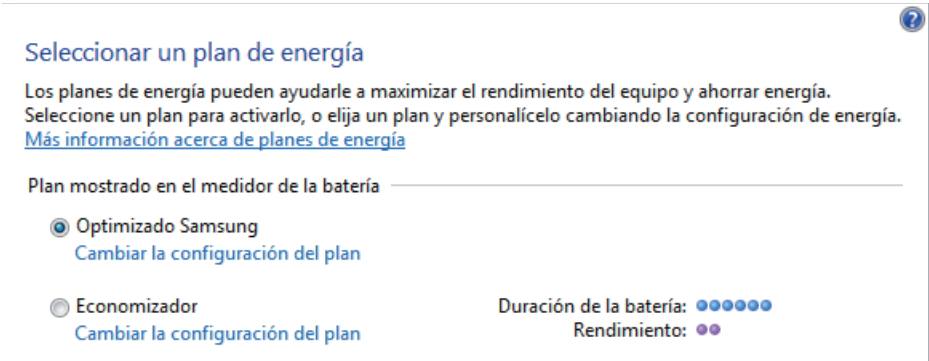 Seleccionar un plan de energía
Los planes de energía pueden ayudarle a maximizar el rendimiento del equipo y ahorrar energía.
Seleccione un plan para activarlo, o elija un plan y personalícelo cambiando la configuración de energía.
Más información acerca de planes de energía
Plan mostrado en el medidor de la batería
Optimizado Samsung
Cambiar la configuración del plan
Economizador
Duración de la batería:
Cambiar la configuración del plan
Rendimiento: